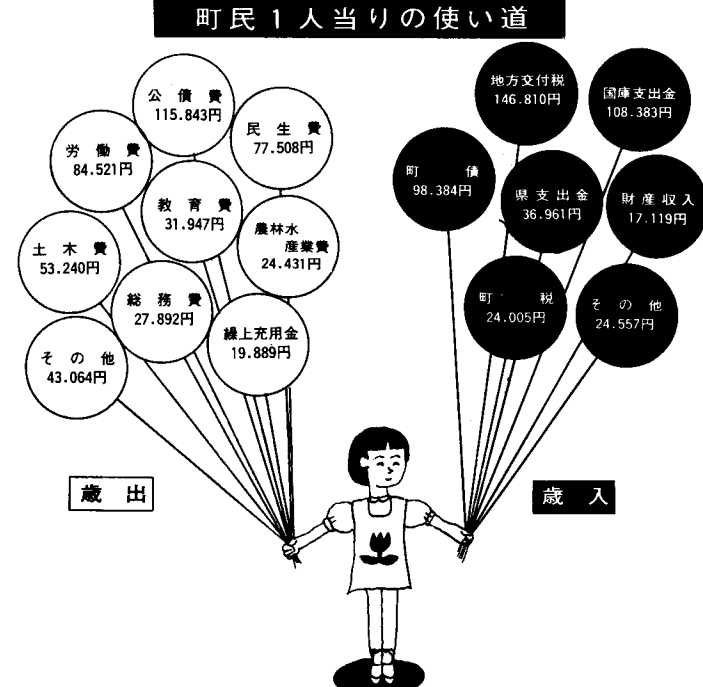 町民1人当りの使い道
公債費
115.843円
民生費
77.508円
労働費
84.521円
教育費
31.947円
農林水
産業費
24.431円
土木費
53.240円
総務費
27.892円
繰上充用金
19.889円
その他
43.064円
歳出
地方交付税
146.810円
国庫支出金
108.383円
町債
98.384円
県支出金
36.961円
財産収入
17.119円
町税
24.005円
その他
24.557円
歳入